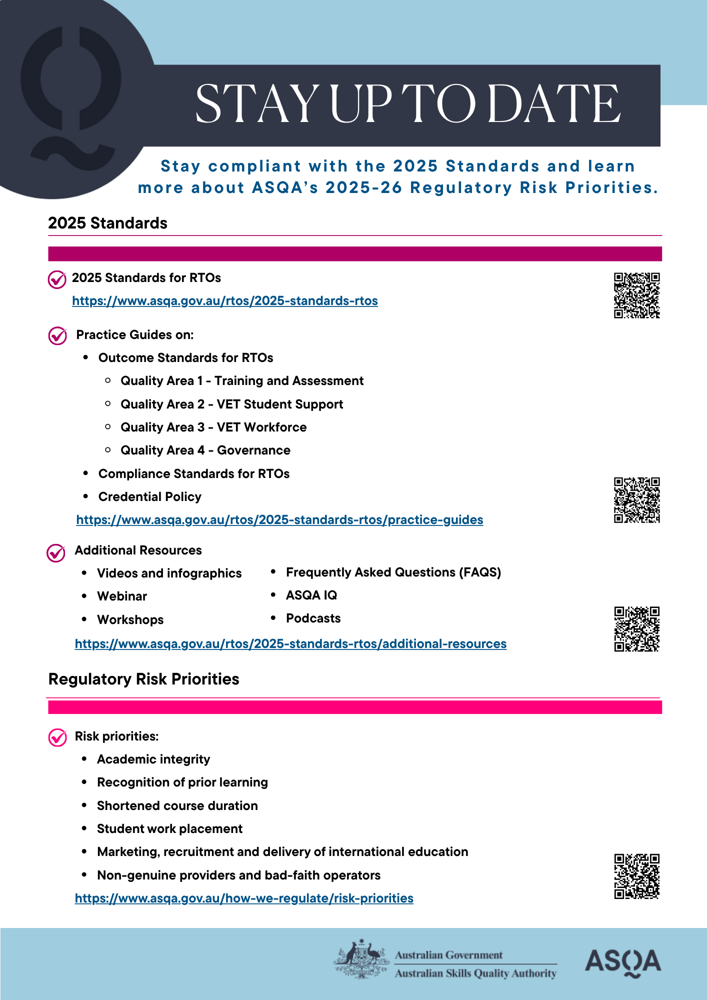 STAY UP TO DATE
Stay compliant with the 2025 Standards and learn
more about ASQA’s 2025-26 Regulatory Risk Priorities.
2025 Standards
2025 Standards for RTOs
https://www.asqa.gov.au/rtos/2025-standards-rtos
Practice Guides on:
Outcome Standards for RTOs
Quality Area 1 - Training and Assessment
Quality Area 2 - VET Student Support
Quality Area 3 - VET Workforce
Quality Area 4 - Governance
Compliance Standards for RTOs
Credential Policy
https://www.asqa.gov.au/rtos/2025-standards-rtos/practice-guides
Additional Resources
Videos and infographics
Webinar
Workshops
Frequently Asked Questions (FAQS)
ASQA IQ
Podcasts
https://www.asqa.gov.au/rtos/2025-standards-rtos/additional-resources
Regulatory Risk Priorities
Risk priorities:
Academic integrity
Recognition of prior learning
Shortened course duration
Student work placement
Marketing, recruitment and delivery of international education
Non-genuine providers and bad-faith operators
https://www.asqa.gov.au/how-we-regulate/risk-priorities
Australian Government
Australian Skills Quality Authority
ASQA